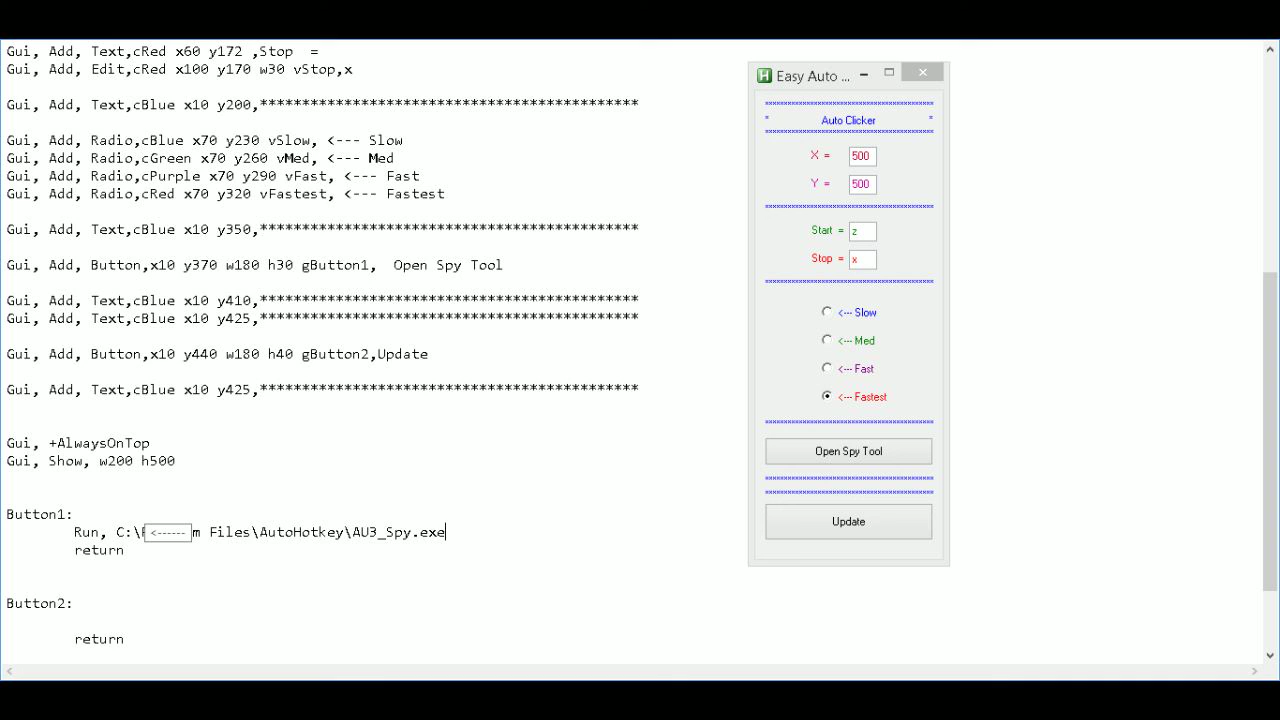 Gui, Add, Text,cRed x60 y172 ,Stop  =
Gui, Add, Edit,cRed x100 y170 w30 vStop,x
Gui, Add, Text,cBlue x10 y200,*********************************************
Gui, Add, Radio,cBlue x70 y230 vSlow, <--- Slow
Gui, Add, Radio,cGreen x70 y260 vMed, <--- Med
Gui, Add, Radio,cPurple x70 y290 vFast, <--- Fast
Gui, Add, Radio,cRed x70 y320 vFastest, <--- Fastest
Gui, Add, Text,cBlue x10 y350,*********************************************
Gui, Add, Button,x10 y370 w180 h30 gButton1,  Open Spy Tool
Gui, Add, Text,cBlue x10 y410,*********************************************
Gui, Add, Text,cBlue x10 y425,*********************************************
Gui, Add, Button,x10 y440 w180 h40 gButton2,Update
Gui, Add, Text,cBlue x10 y425,*********************************************
Gui, +AlwaysOnTop
Gui, Show, w200 h500
Button1:
Run, C:\ <------ m Files\AutoHotkey\AU3_Spy.exe
return
Button2:
return
H Easy Auto ...
* Auto Clicker *
X = 500
Y = 500
Start = z
Stop = x
<--- Slow
<--- Med
<--- Fast
<--- Fastest
Open Spy Tool
Update